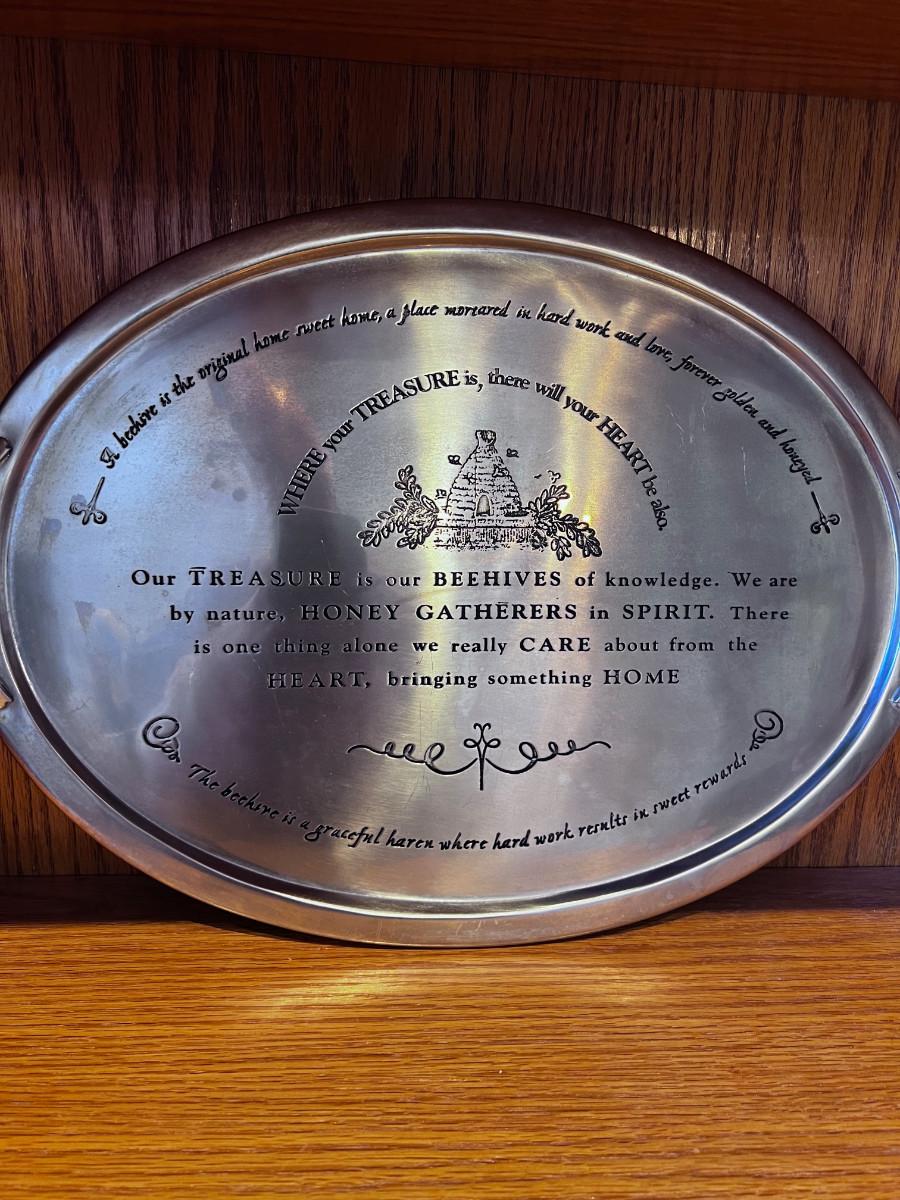 A beehive is the original home sweet home, a place mortared in hard work and love, forever golden and honeyed
WHERE your TREASURE is, there will your HEART be also.
Our TREASURE is our BEEHIVES of knowledge. We are
by nature, HONEY GATHERERS in SPIRIT. There
is one thing alone we really CARE about from the
HEART, bringing something HOME
The beehive is a graceful haven where hard work results in sweet rewards